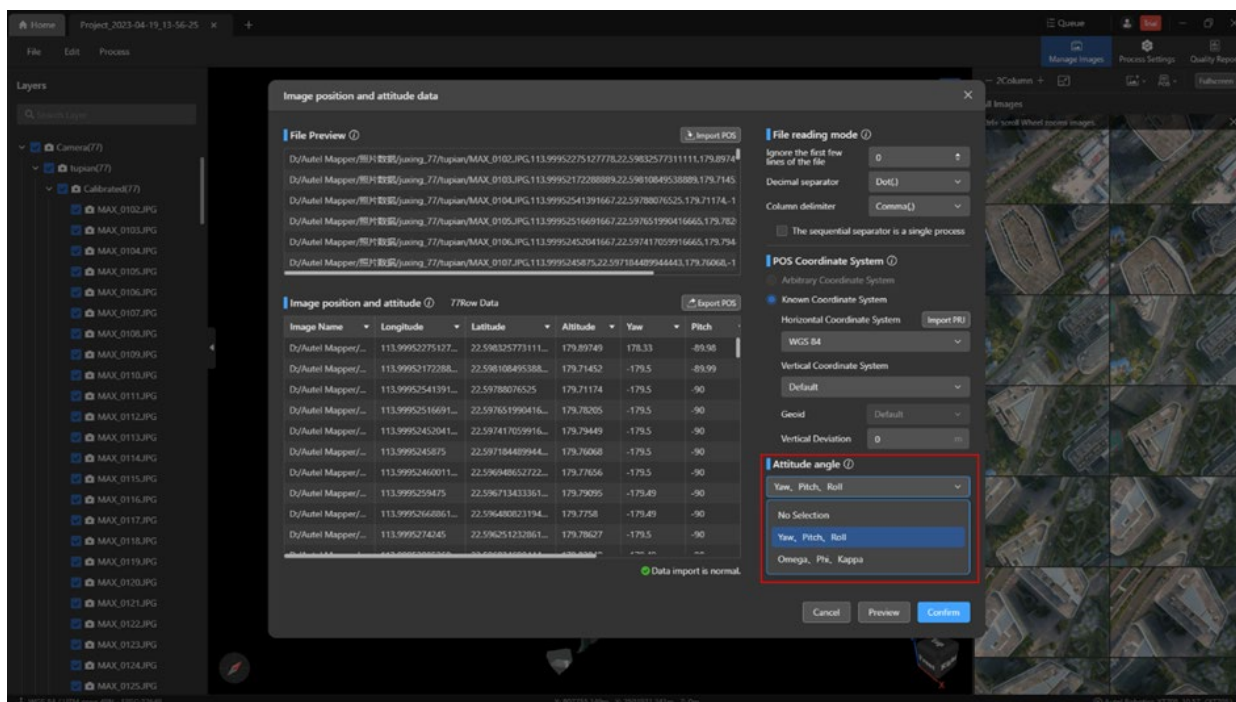 Home
Project_2023-04-19_13-56-25
Queue
File Edit Process
Manage Images
Process Settings
Quality Repo
Layers
Search Layer
2Column
Fullscreen
ll Images
Ctrl+ scroll Wheel zooms images.
Camera(77)
tupian(77)
Calibrated(77)
MAX_0102.JPG
MAX_0103.JPG
MAX_0104.JPG
MAX_0105.JPG
MAX_0106.JPG
MAX_0107.JPG
MAX_0108.JPG
MAX_0109.JPG
MAX_0110.JPG
MAX_0111.JPG
MAX_0112.JPG
MAX_0113.JPG
MAX_0114.JPG
MAX_0115.JPG
MAX_0116.JPG
MAX_0117.JPG
MAX_0118.JPG
MAX_0119.JPG
MAX_0120.JPG
MAX_0121.JPG
MAX_0122.JPG
MAX_0123.JPG
MAX_0124.JPG
MAX_0125.JPG
Image position and attitude data
File Preview
Import POS
D:/Autel Mapper/照片数据/juxing_77/tupian/MAX_0102.JPG,113.99952275127778,22.59832577311111,179.8974
D:/Autel Mapper/照片数据/juxing_77/tupian/MAX_0103.JPG,113.99952172288889,22.59810849538889,179.7145
D:/Autel Mapper/照片数据/juxing_77/tupian/MAX_0104.JPG,113.99952541391667,22.59788076525,179.71174,-1
D:/Autel Mapper/照片数据/juxing_77/tupian/MAX_0105.JPG,113.99952516691667,22.597651990416665,179.782
D:/Autel Mapper/照片数据/juxing_77/tupian/MAX_0106.JPG,113.99952452041667,22.597417059916665,179.794
D:/Autel Mapper/照片数据/juxing_77/tupian/MAX_0107.JPG,113.9995245875,22.597184489944443,179.76068,-1
Image position and attitude 77Row Data
Export POS
Image Name Longitude Latitude Altitude Yaw Pitch
D:/Autel Mapper/... 113.99952275127... 22.598325773111... 179.89749 178.33 -89.98
D:/Autel Mapper/... 113.99952172288... 22.598108495388... 179.71452 -179.5 -89.99
D:/Autel Mapper/... 113.99952541391... 22.59788076525 179.71174 -179.5 -90
D:/Autel Mapper/... 113.99952516691... 22.597651990416... 179.78205 -179.5 -90
D:/Autel Mapper/... 113.99952452041... 22.597417059916... 179.79449 -179.5 -90
D:/Autel Mapper/... 113.9995245875 22.597184489944... 179.76068 -179.5 -90
D:/Autel Mapper/... 113.99952460011... 22.596948652722... 179.77656 -179.5 -90
D:/Autel Mapper/... 113.9995259475 22.596713433361... 179.79095 -179.49 -90
D:/Autel Mapper/... 113.99952668861... 22.596480823194... 179.7758 -179.49 -90
D:/Autel Mapper/... 113.9995274245 22.596251232861... 179.78627 -179.5 -90
Data import is normal.
File reading mode
Ignore the first few
lines of the file
0
Decimal separator Dot(.)
Column delimiter Comma(,)
The sequential separator is a single process
POS Coordinate System
Arbitrary Coordinate System
Known Coordinate System
Horizontal Coordinate System Import PRJ
WGS 84
Vertical Coordinate System
Default
Geoid Default
Vertical Deviation 0 m
Attitude angle
Yaw、Pitch、Roll
No Selection
Yaw、Pitch、Roll
Omega、Phi、Kappa
Cancel Preview Confirm